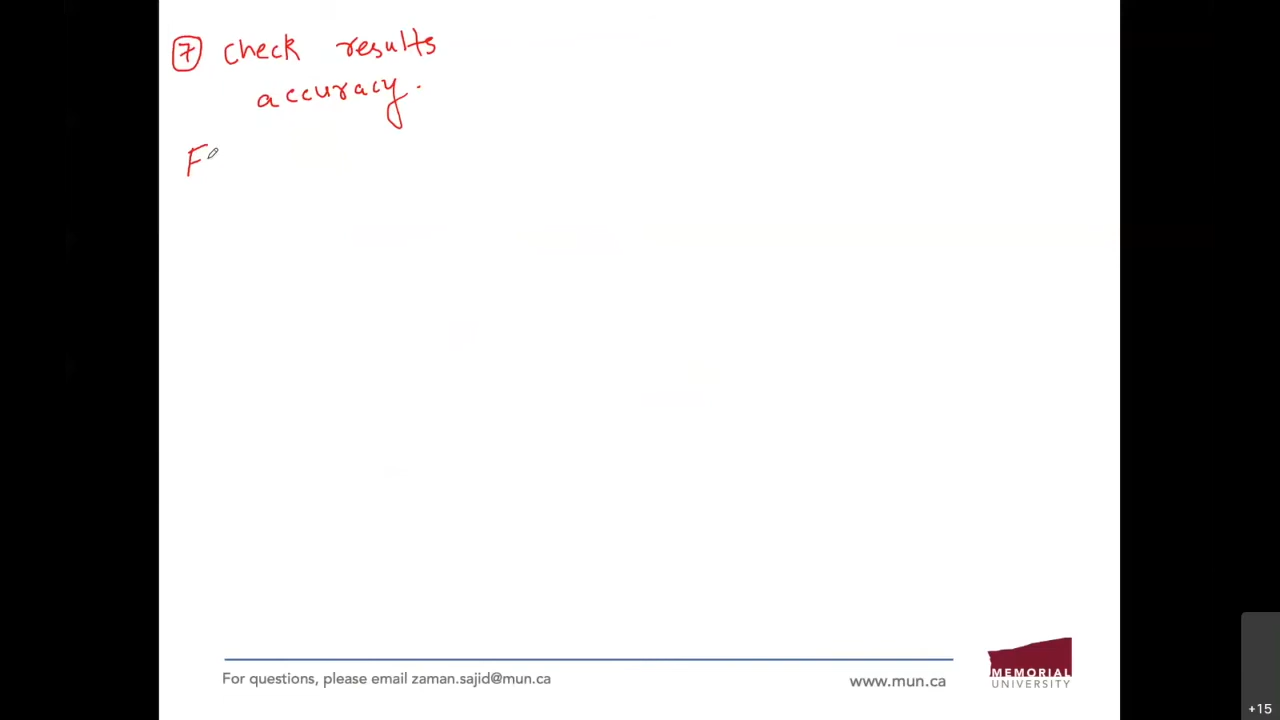 ⑦ check results
accuracy.
F
For questions, please email zaman.sajid@mun.ca
www.mun.ca
MEMORIAL
UNIVERSITY
+15